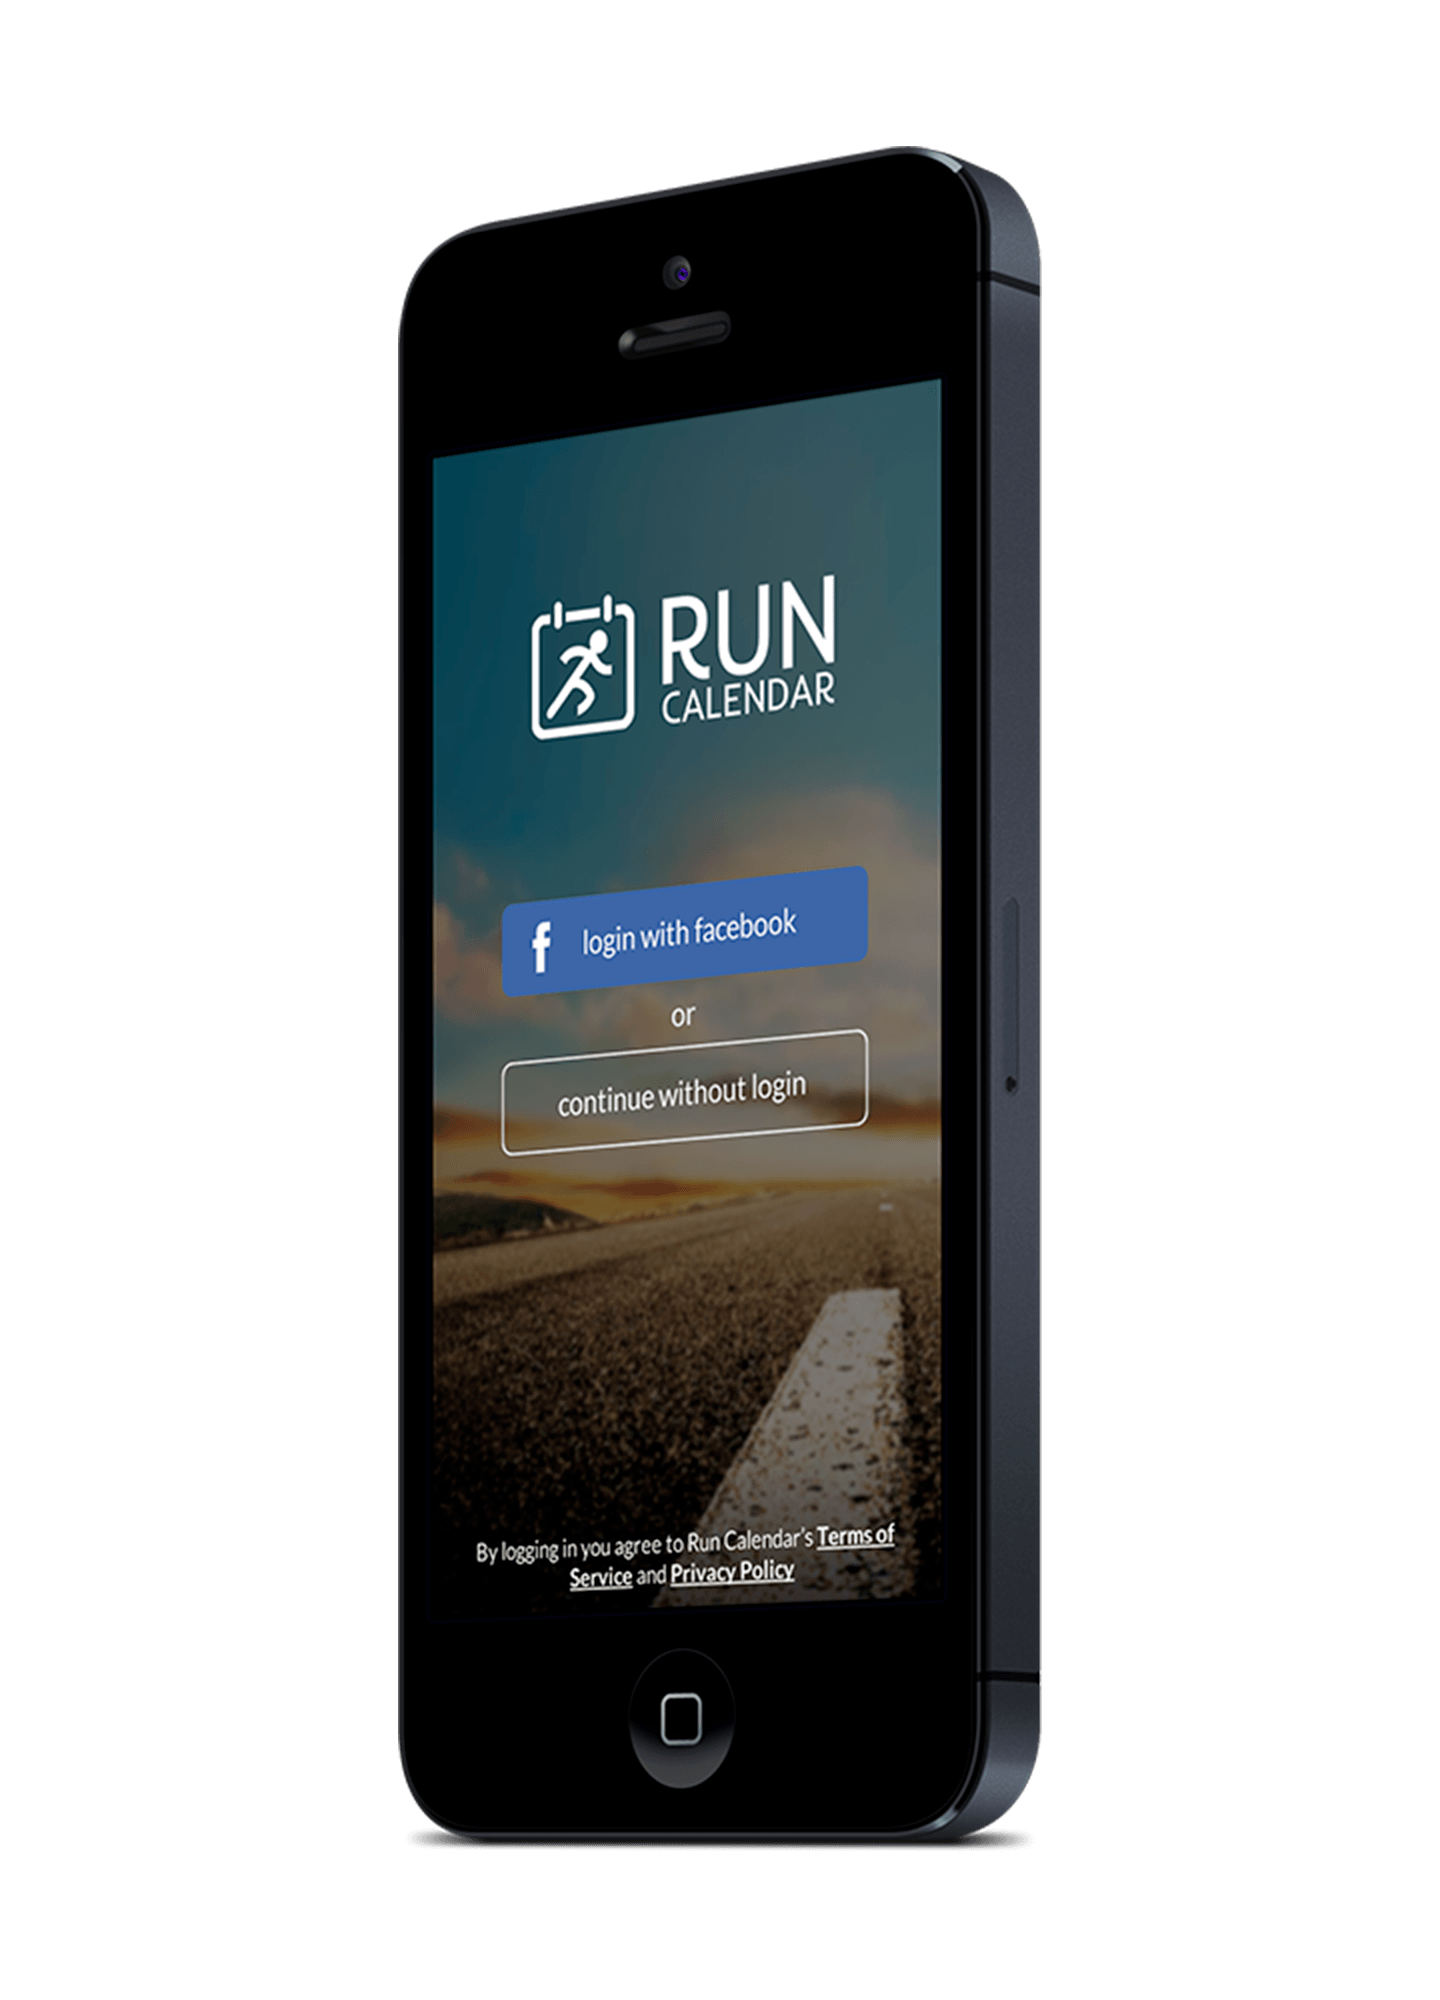 RUN
CALENDAR
f login with facebook
or
continue without login
By logging in you agree to Run Calendar's Terms of
Service and Privacy Policy